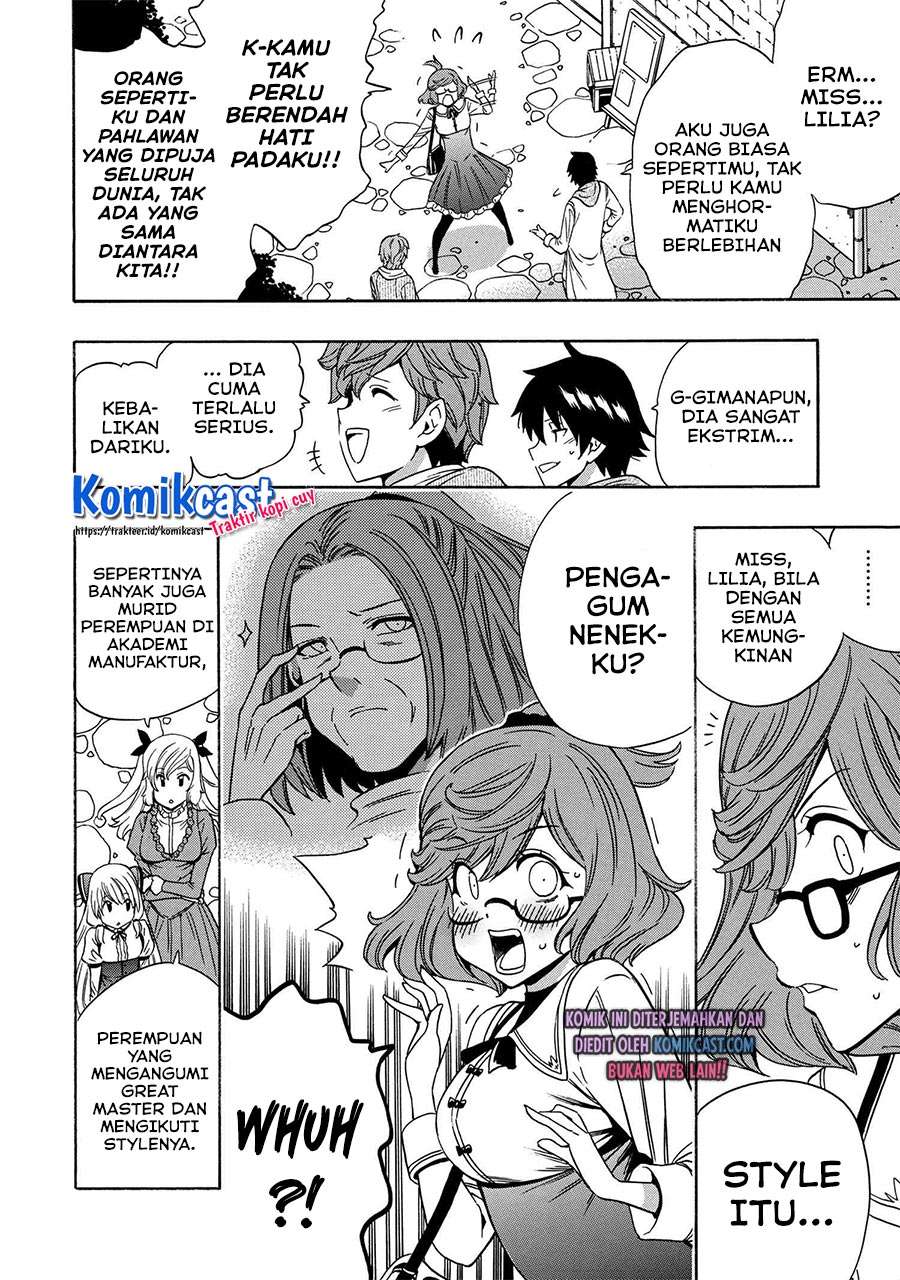 ERM...
MISS...
LILIA?
AKU JUGA
ORANG BIASA
SEPERTIMU, TAK
PERLU KAMU
MENGHOR-
MATIKU
BERLEBIHAN
K-KAMU
TAK
PERLU
BERENDAH
HATI
PADAKU!!
ORANG
SEPERTI-
KU DAN
PAHLAWAN
YANG DIPUJA
SELURUH
DUNIA, TAK
ADA YANG
SAMA
DIANTARA
KITA!!
G-GIMANAPUN,
DIA SANGAT
EKSTRIM...
... DIA
CUMA
TERLALU
SERIUS.
KEBA-
LIKAN
DARIKU.
Komikcast
Traktir kopi cuy
https://trakteer.id/komikcast
.......
MISS,
LILIA, BILA
DENGAN
SEMUA
KEMUNG-
KINAN
STYLE
ITU...
PENGA-
GUM
NENEK-
KU?
WHUH
?!
SEPERTINYA
BANYAK JUGA
MURID
PEREMPUAN DI
AKADEMI
MANUFAKTUR,
PEREMPUAN
YANG
MENGANGUMI
GREAT
MASTER DAN
MENGIKUTI
STYLENYA.
KOMIK INI DITERJEMAHKAN DAN
DIEDIT OLEH KOMIKCAST.COM
BUKAN WEB LAIN!!